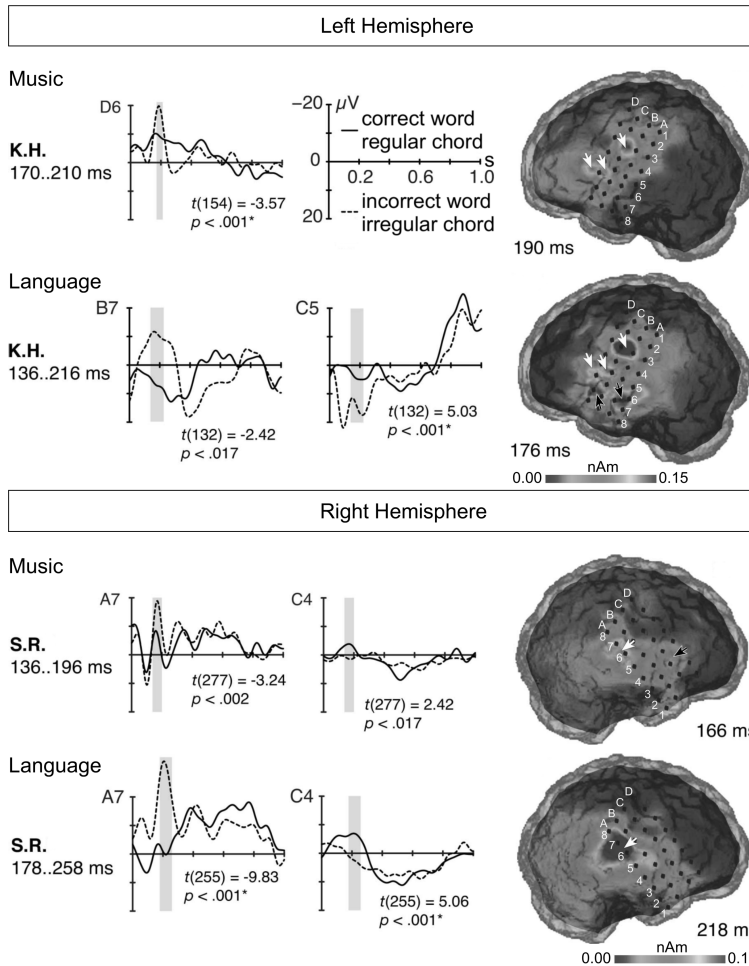 Left Hemisphere
Music
D6
K.H.
170..210 ms
t(154) = -3.57
p < .001*
-20
µV
correct word
regular chord
0
0.2 0.6 1.0
s
20
incorrect word
irregular chord
D C B A
1 2 3 4 5 6 7 8
190 ms
Language
B7
K.H.
136..216 ms
t(132) = -2.42
p < .017
C5
t(132) = 5.03
p < .001*
D C B A
1 2 3 4 5 6 7 8
176 ms
nAm
0.00 0.15
Right Hemisphere
Music
A7
S.R.
136..196 ms
t(277) = -3.24
p < .002
C4
t(277) = 2.42
p < .017
D C B A
8 7 6 5 4 3 2 1
166 ms
Language
A7
S.R.
178..258 ms
t(255) = -9.83
p < .001*
C4
t(255) = 5.06
p < .001*
D C B A
8 7 6 5 4 3 2 1
218 ms
nAm
0.00 0.1